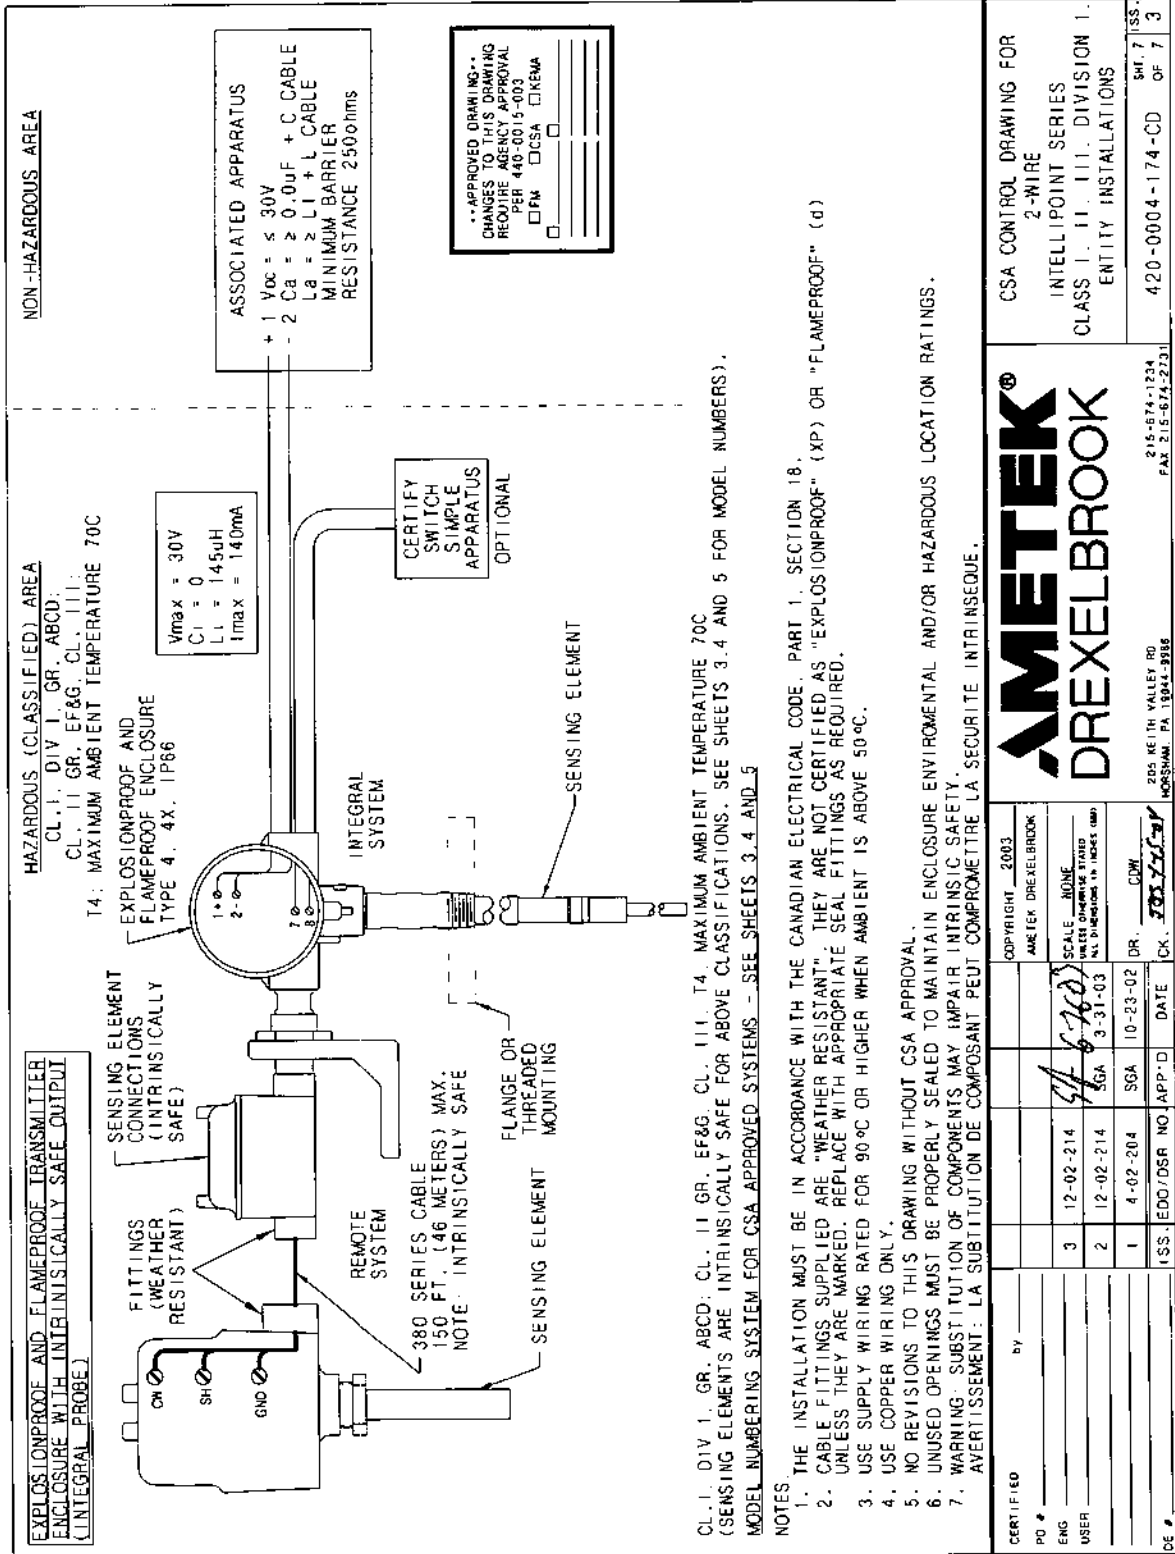 EXPLOSIONPROOF AND FLAMEPROOF TRANSMITTER
ENCLOSURE WITH INTRINISICALLY SAFE OUTPUT
(INTEGRAL PROBE)
HAZARDOUS (CLASSIFIED) AREA
CL. I. DIV I. GR. ABCD;
CL. II GR. EF&G. CL. III;
T4; MAXIMUM AMBIENT TEMPERATURE 70C
NON-HAZARDOUS AREA
EXPLOSIONPROOF AND
FLAMEPROOF ENCLOSURE
TYPE 4, 4X, IP66
SENSING ELEMENT
CONNECTIONS
(INTRINSICALLY
SAFE)
FITTINGS
(WEATHER
RESISTANT)
Vmax = 30V
Ci = 0
Li = 145uH
Imax = 140mA
ASSOCIATED APPARATUS
+ 1 Voc = ≤ 30V
- 2 Ca = ≥ 0.0uF + C CABLE
La = ≥ Li + L CABLE
MINIMUM BARRIER
RESISTANCE 250ohms
1+
2-
7
8
CW
SH
GND
INTEGRAL
SYSTEM
CERTIFY
SWITCH
SIMPLE
APPARATUS
OPTIONAL
REMOTE
SYSTEM
380 SERIES CABLE
150 FT. (46 METERS) MAX.
NOTE: INTRINSICALLY SAFE
FLANGE OR
THREADED
MOUNTING
SENSING ELEMENT
SENSING ELEMENT
**APPROVED DRAWING**
CHANGES TO THIS DRAWING
REQUIRE AGENCY APPROVAL
PER 440-0015-003
☐FM ☐CSA ☐KEMA
CL. I. DIV 1. GR. ABCD; CL. II GR. EF&G. CL. III. T4. MAXIMUM AMBIENT TEMPERATURE 70C
(SENSING ELEMENTS ARE INTRINSICALLY SAFE FOR ABOVE CLASSIFICATIONS. SEE SHEETS 3.4 AND 5 FOR MODEL NUMBERS).
MODEL NUMBERING SYSTEM FOR CSA APPROVED SYSTEMS - SEE SHEETS 3.4 AND 5
NOTES:
1. THE INSTALLATION MUST BE IN ACCORDANCE WITH THE CANADIAN ELECTRICAL CODE. PART 1. SECTION 18.
2. CABLE FITTINGS SUPPLIED ARE "WEATHER RESISTANT". THEY ARE NOT CERTIFIED AS "EXPLOSIONPROOF" (XP) OR "FLAMEPROOF" (d)
UNLESS THEY ARE MARKED. REPLACE WITH APPROPRIATE SEAL FITTINGS AS REQUIRED.
3. USE SUPPLY WIRING RATED FOR 90°C OR HIGHER WHEN AMBIENT IS ABOVE 50°C.
4. USE COPPER WIRING ONLY.
5. NO REVISIONS TO THIS DRAWING WITHOUT CSA APPROVAL.
6. UNUSED OPENINGS MUST BE PROPERLY SEALED TO MAINTAIN ENCLOSURE ENVIROMENTAL AND/OR HAZARDOUS LOCATION RATINGS.
7. WARNING: SUBSTITUTION OF COMPONENTS MAY IMPAIR INTRINSIC SAFETY.
AVERTISSEMENT: LA SUBTITUTION DE COMPOSANT PEUT COMPROMETTRE LA SECURITE INTRINSEQUE.
CERTIFIED by
PO #
ENG
USER
3 12-02-214
2 12-02-214 SGA 3-31-03
1 4-02-204 SGA 10-23-02
ISS. EDO/DSR NO. APP'D DATE
COPYRIGHT 2003
AMETEK DREXELBROOK
SCALE NONE
UNLESS OTHERWISE STATED
ALL DIMENSIONS IN INCHES (MM)
DR. CDW
CK.
AMETEK®
DREXELBROOK
205 KEITH VALLEY RD
HORSHAM, PA 19044-9986
215-674-1234
FAX 215-674-2731
CSA CONTROL DRAWING FOR
2-WIRE
INTELLIPOINT SERIES
CLASS I. II. III. DIVISION 1.
ENTITY INSTALLATIONS
420-0004-174-CD
SHT. 7
OF 7
ISS.
3